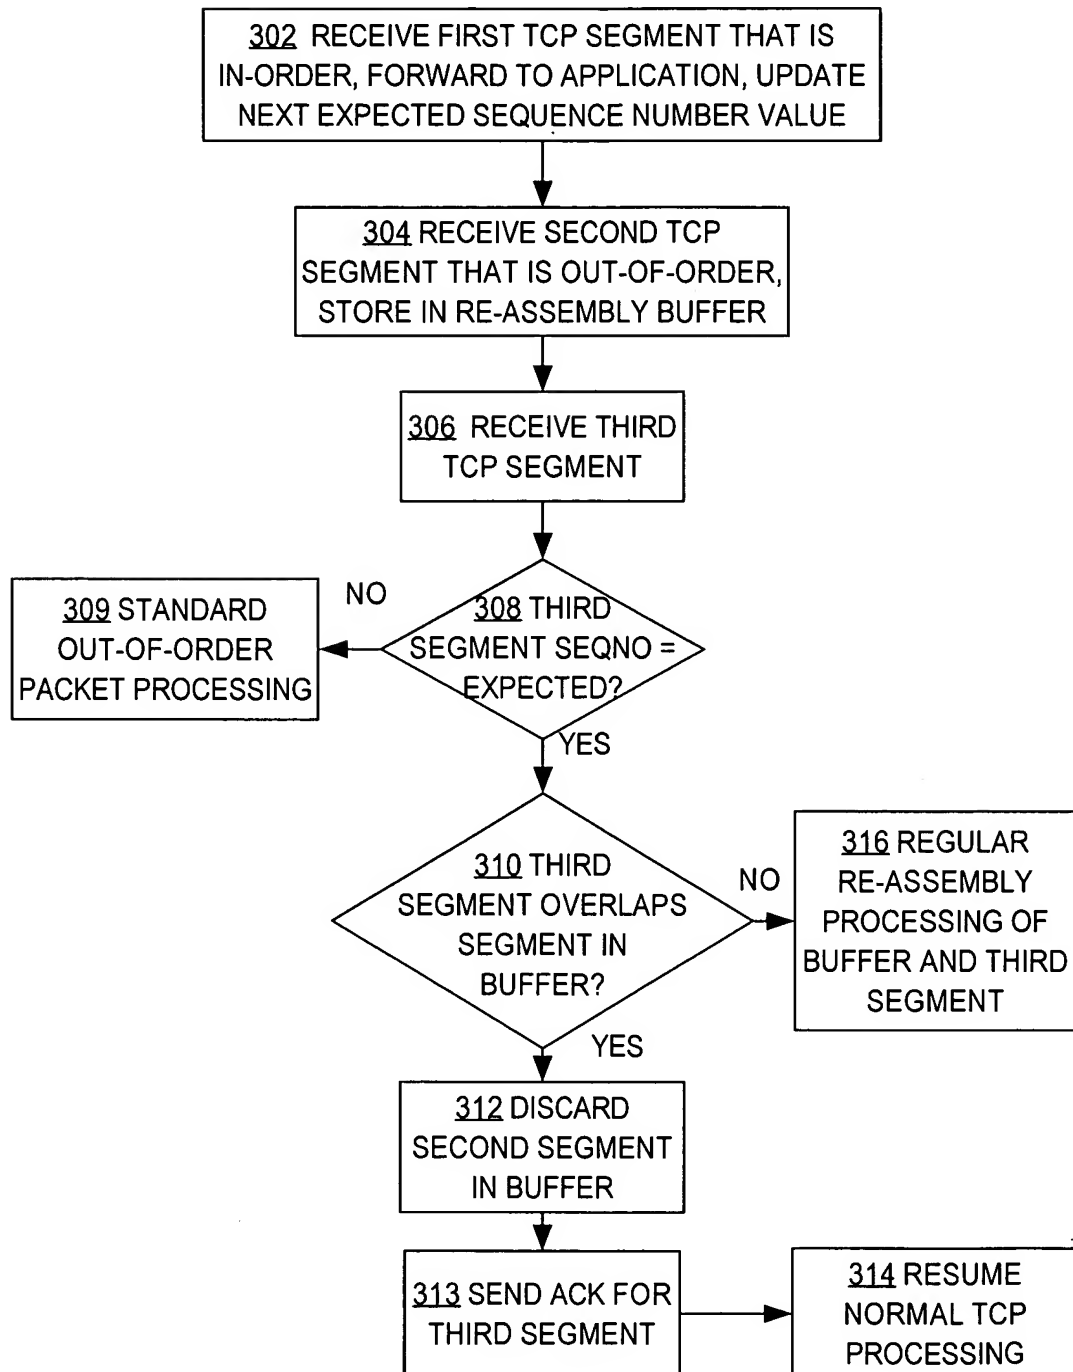 302 RECEIVE FIRST TCP SEGMENT THAT IS
IN-ORDER, FORWARD TO APPLICATION, UPDATE
NEXT EXPECTED SEQUENCE NUMBER VALUE
304 RECEIVE SECOND TCP
SEGMENT THAT IS OUT-OF-ORDER,
STORE IN RE-ASSEMBLY BUFFER
306 RECEIVE THIRD
TCP SEGMENT
308 THIRD
SEGMENT SEQNO =
EXPECTED?
NO
309 STANDARD
OUT-OF-ORDER
PACKET PROCESSING
YES
310 THIRD
SEGMENT OVERLAPS
SEGMENT IN
BUFFER?
NO
316 REGULAR
RE-ASSEMBLY
PROCESSING OF
BUFFER AND THIRD
SEGMENT
YES
312 DISCARD
SECOND SEGMENT
IN BUFFER
313 SEND ACK FOR
THIRD SEGMENT
314 RESUME
NORMAL TCP
PROCESSING